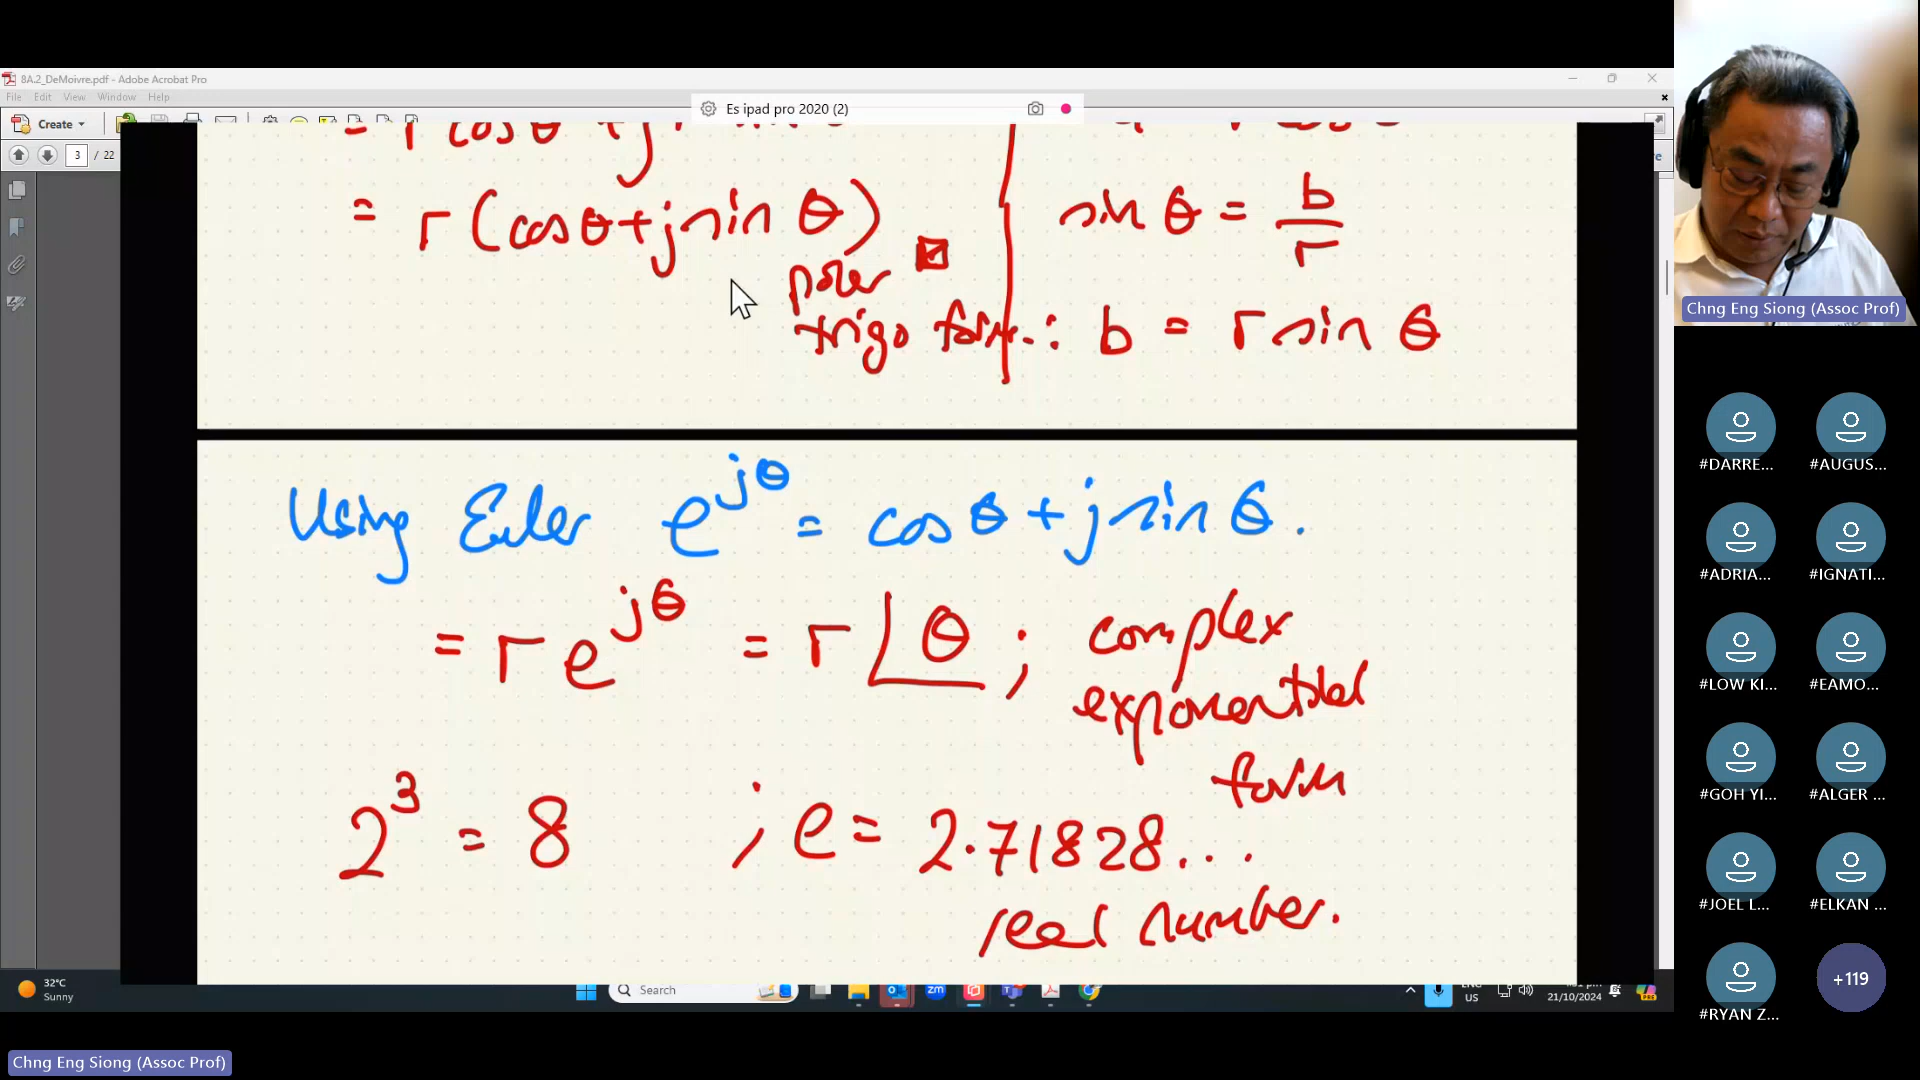 8A.2_DeMoivre.pdf - Adobe Acrobat Pro
File Edit View Window Help
Es ipad pro 2020 (2)
Create
3 / 22
= r cosθ + j
= r (cosθ + j sin θ)
polar
trigo form
sin θ = b/r
∴ b = r sin θ
Using Euler e^jθ = cos θ + j sin θ.
= r e^jθ = r∠θ ; complex
exponential
form
2^3 = 8 ; e = 2.71828...
real number.
32°C
Sunny
Search
US
21/10/2024
Chng Eng Siong (Assoc Prof)
#DARRE...
#AUGUS...
#ADRIA...
#IGNATI...
#LOW KI...
#EAMO...
#GOH YI...
#ALGER ...
#JOEL L...
#ELKAN ...
#RYAN Z...
+119
Chng Eng Siong (Assoc Prof)